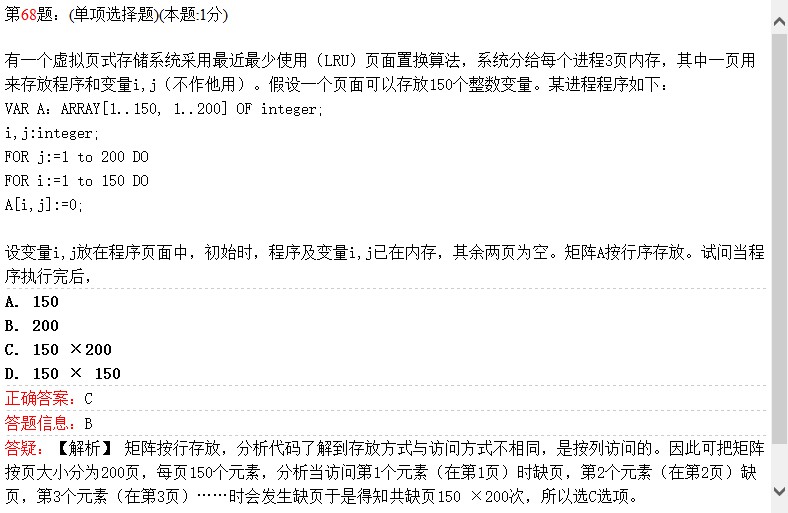 第68题：(单项选择题)(本题:1分)
有一个虚拟页式存储系统采用最近最少使用（LRU）页面置换算法，系统分给每个进程3页内存，其中一页用
来存放程序和变量i,j（不作他用）。假设一个页面可以存放150个整数变量。某进程程序如下：
VAR A：ARRAY[1..150, 1..200] OF integer;
i,j:integer;
FOR j:=1 to 200 DO
FOR i:=1 to 150 DO
A[i,j]:=0;
设变量i,j放在程序页面中，初始时，程序及变量i,j已在内存，其余两页为空。矩阵A按行序存放。试问当程
序执行完后，
A. 150
B. 200
C. 150 ×200
D. 150 × 150
正确答案：C
答题信息：B
答疑：【解析】 矩阵按行存放，分析代码了解到存放方式与访问方式不相同，是按列访问的。因此可把矩阵
按页大小分为200页，每页150个元素，分析当访问第1个元素（在第1页）时缺页，第2个元素（在第2页）缺
页，第3个元素（在第3页）……时会发生缺页于是得知共缺页150 ×200次，所以选C选项。